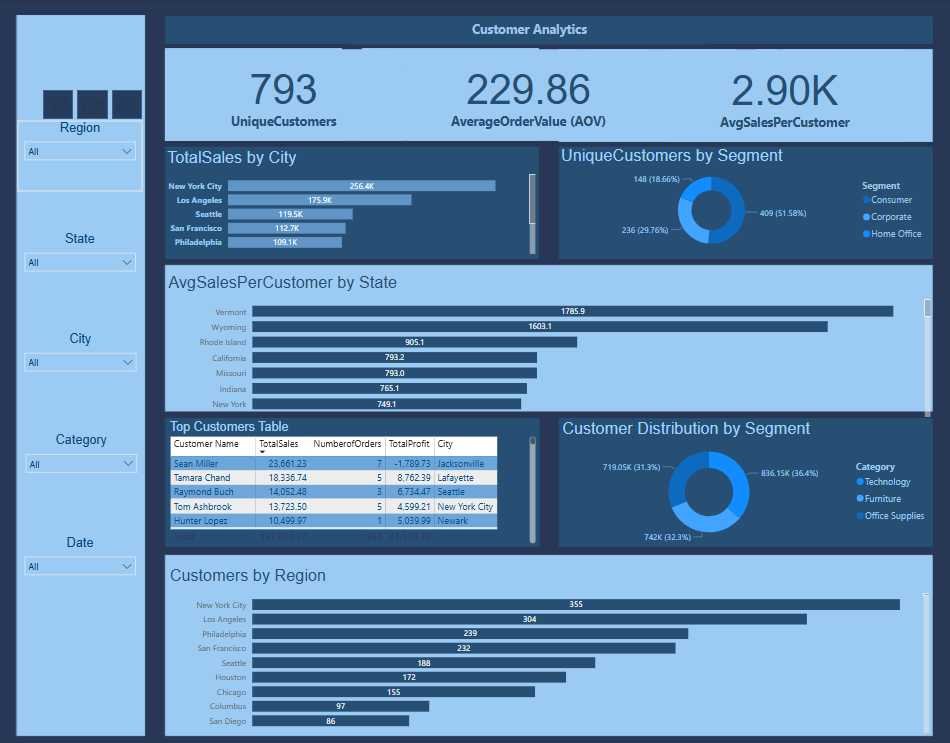 Customer Analytics
Region
All
State
All
City
All
Category
All
Date
All
793
UniqueCustomers
229.86
AverageOrderValue (AOV)
2.90K
AvgSalesPerCustomer
TotalSales by City
New York City 256.4K
Los Angeles 175.9K
Seattle 119.5K
San Francisco 112.7K
Philadelphia 109.1K
UniqueCustomers by Segment
148 (18.66%)
409 (51.58%)
236 (29.76%)
Segment
Consumer
Corporate
Home Office
AvgSalesPerCustomer by State
Vermont 1785.9
Wyoming 1603.1
Rhode Island 905.1
California 793.2
Missouri 793.0
Indiana 765.1
New York 749.1
Top Customers Table
Customer Name TotalSales NumberofOrders TotalProfit City
Sean Miller 23,661.23 7 -1,789.73 Jacksonville
Tamara Chand 18,336.74 5 8,762.39 Lafayette
Raymond Buch 14,052.48 3 6,734.47 Seattle
Tom Ashbrook 13,723.50 5 4,599.21 New York City
Hunter Lopez 10,499.97 1 5,039.99 Newark
Total
Customer Distribution by Segment
719.05K (31.3%)
836.15K (36.4%)
742K (32.3%)
Category
Technology
Furniture
Office Supplies
Customers by Region
New York City 355
Los Angeles 304
Philadelphia 239
San Francisco 232
Seattle 188
Houston 172
Chicago 155
Columbus 97
San Diego 86